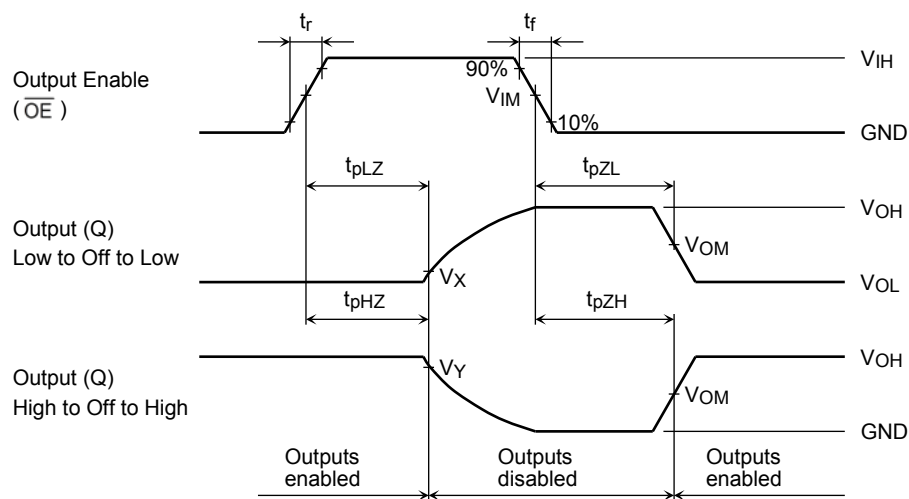 tr
tf
Output Enable
( OE )
90%
VIM
10%
VIH
GND
tpLZ
tpZL
Output (Q)
Low to Off to Low
VX
VOM
VOH
VOL
tpHZ
tpZH
Output (Q)
High to Off to High
VY
VOM
VOH
GND
Outputs
enabled
Outputs
disabled
Outputs
enabled